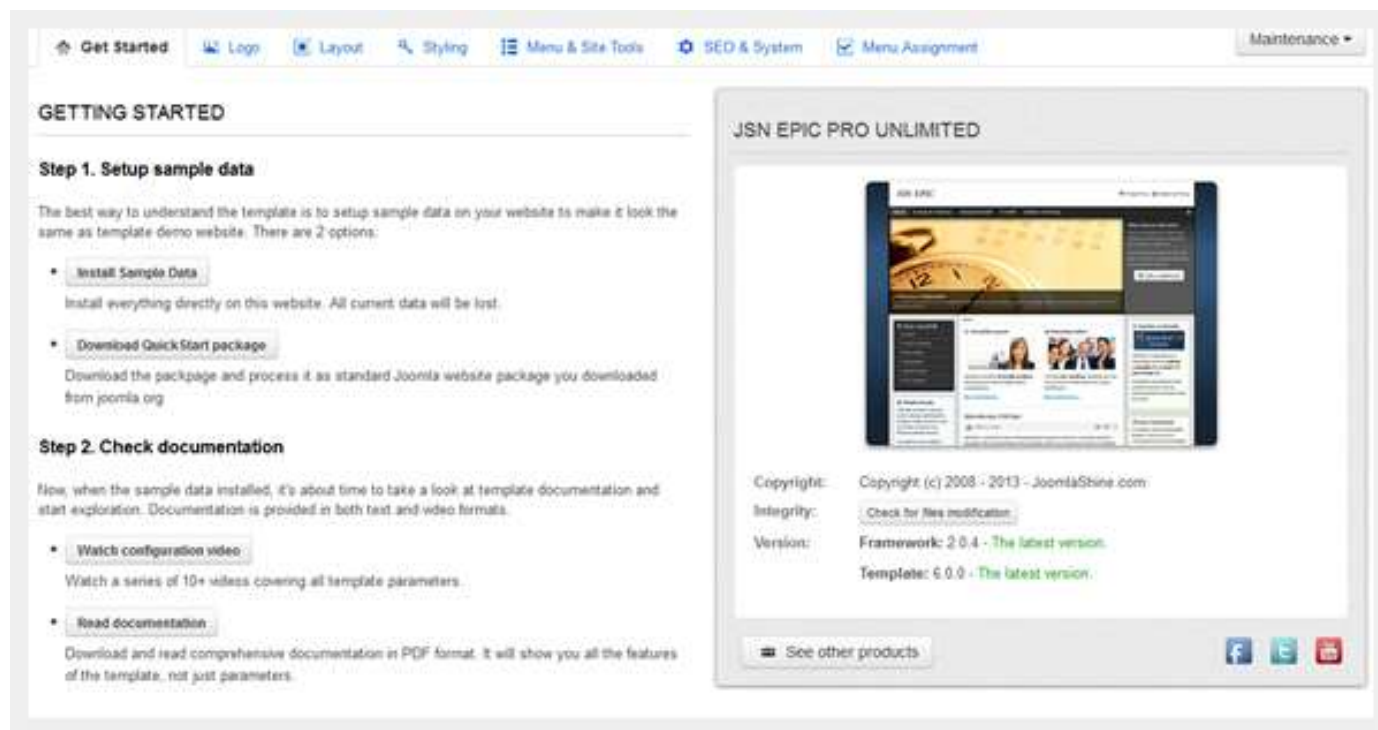 Get Started Logo Layout Styling Menu & Site Tools SEO & System Menu Assignment Maintenance
GETTING STARTED
Step 1. Setup sample data
The best way to understand the template is to setup sample data on your website to make it look the
same as template demo website. There are 2 options:
Install Sample Data
Install everything directly on this website. All current data will be lost.
Download QuickStart package
Download the packpage and process it as standard Joomla website package you downloaded
from joomla.org
Step 2. Check documentation
Now, when the sample data installed, it's about time to take a look at template documentation and
start exploration. Documentation is provided in both text and video formats.
Watch configuration video
Watch a series of 10+ videos covering all template parameters.
Read documentation
Download and read comprehensive documentation in PDF format. It will show you all the features
of the template, not just parameters.
JSN EPIC PRO UNLIMITED
JSN EPIC
Copyright: Copyright (c) 2008 - 2013 - JoomlaShine.com
Integrity: Check for files modification
Version: Framework: 2.0.4 - The latest version.
Template: 6.0.0 - The latest version.
See other products